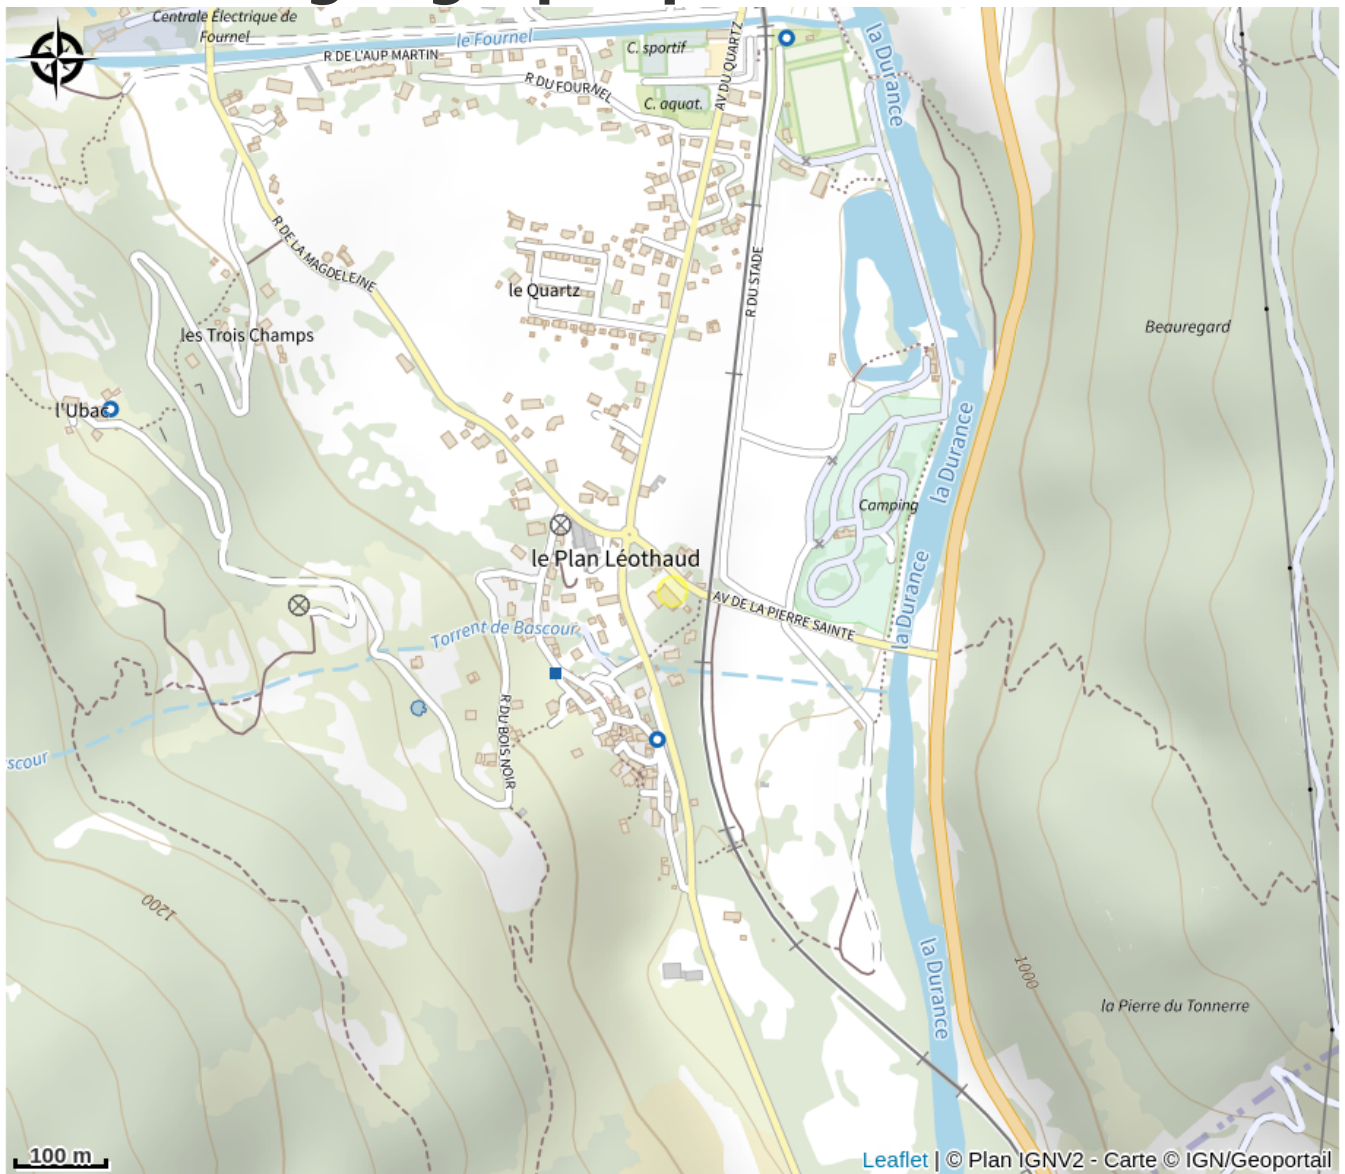 Centrale Électrique de
Fournel
le Fournel
R DE L'AUP MARTIN
R DU FOURNEL
C. sportif
C. aquat.
AV DU QUARTZ
la Durance
R DE LA MAGDELEINE
le Quartz
R DU STADE
les Trois Champs
Beauregard
l'Ubac
la Durance
Camping
le Plan Léothaud
la Durance
AV DE LA PIERRE SAINTE
Torrent de Bascour
R DU BOIS NOIR
scour
1200
la Durance
1000
la Pierre du Tonnerre
100 m
Leaflet | © Plan IGNV2 - Carte © IGN/Geoportail